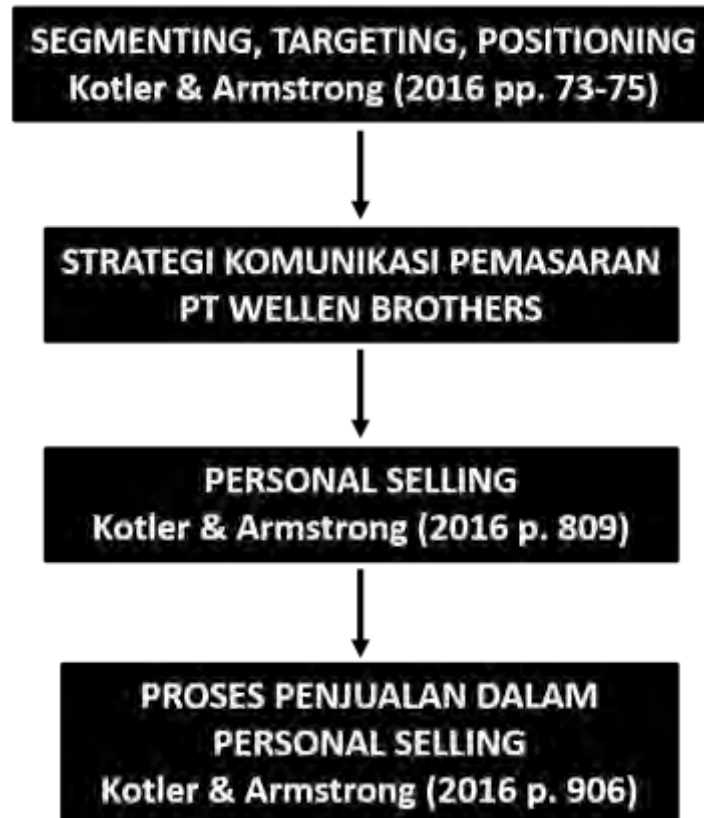 SEGMENTING, TARGETING, POSITIONING
Kotler & Armstrong (2016 pp. 73-75)
STRATEGI KOMUNIKASI PEMASARAN
PT WELLEN BROTHERS
PERSONAL SELLING
Kotler & Armstrong (2016 p. 809)
PROSES PENJUALAN DALAM
PERSONAL SELLING
Kotler & Armstrong (2016 p. 906)